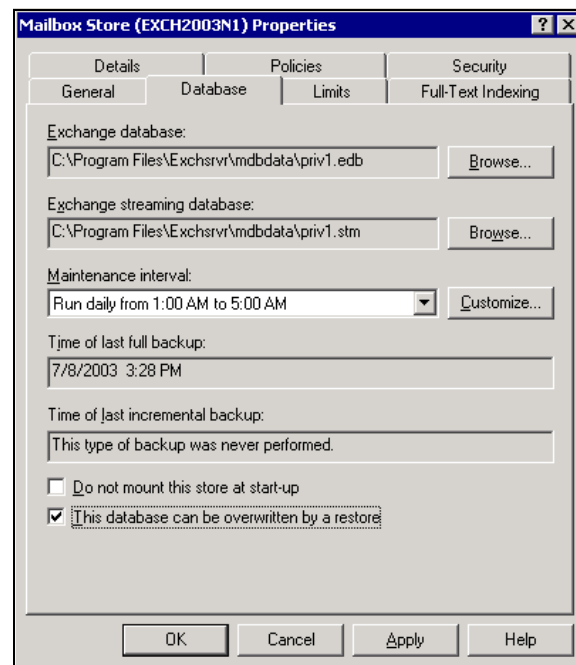 Mailbox Store (EXCH2003N1) Properties
Details Policies Security
General Database Limits Full-Text Indexing
Exchange database:
C:\Program Files\Exchsrvr\mdbdata\priv1.edb Browse...
Exchange streaming database:
C:\Program Files\Exchsrvr\mdbdata\priv1.stm Browse...
Maintenance interval:
Run daily from 1:00 AM to 5:00 AM Customize...
Time of last full backup:
7/8/2003 3:28 PM
Time of last incremental backup:
This type of backup was never performed.
Do not mount this store at start-up
This database can be overwritten by a restore
OK Cancel Apply Help